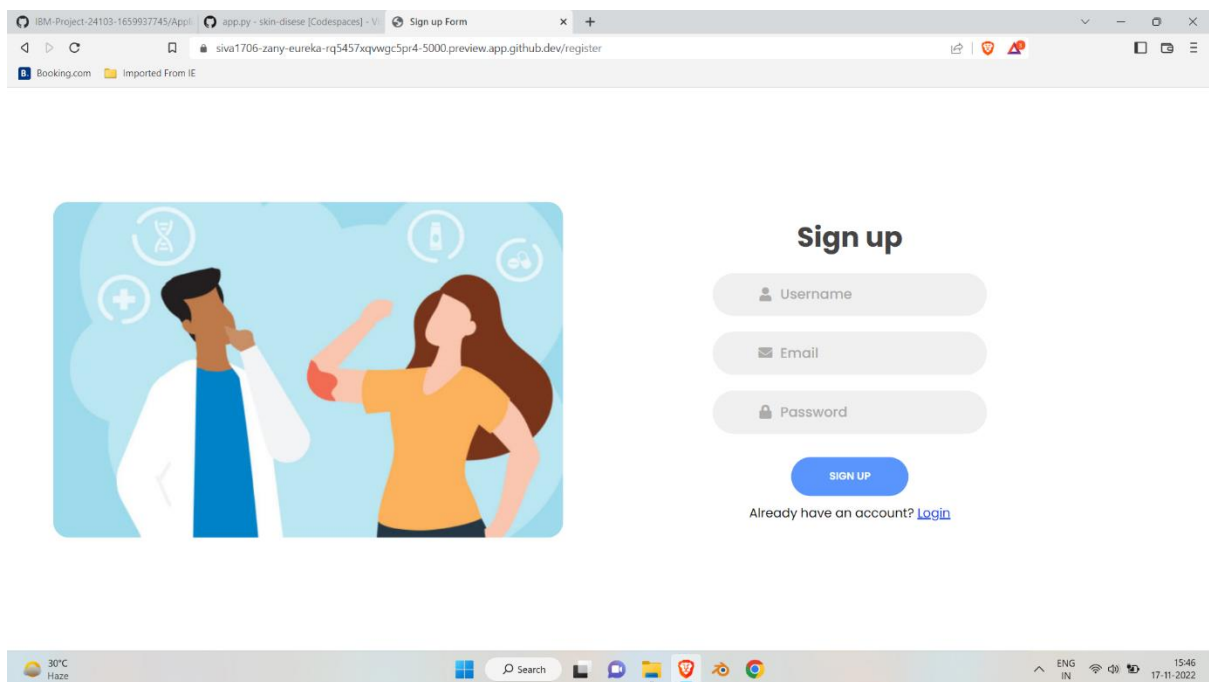 IBM-Project-24103-1659937745/Appli
app.py - skin-disese [Codespaces] - Vi
Sign up Form
siva1706-zany-eureka-rq5457xqvwgc5pr4-5000.preview.app.github.dev/register
B. Booking.com
Imported From IE
Sign up
Username
Email
Password
SIGN UP
Already have an account? Login
30°C
Haze
Search
ENG
IN
15:46
17-11-2022